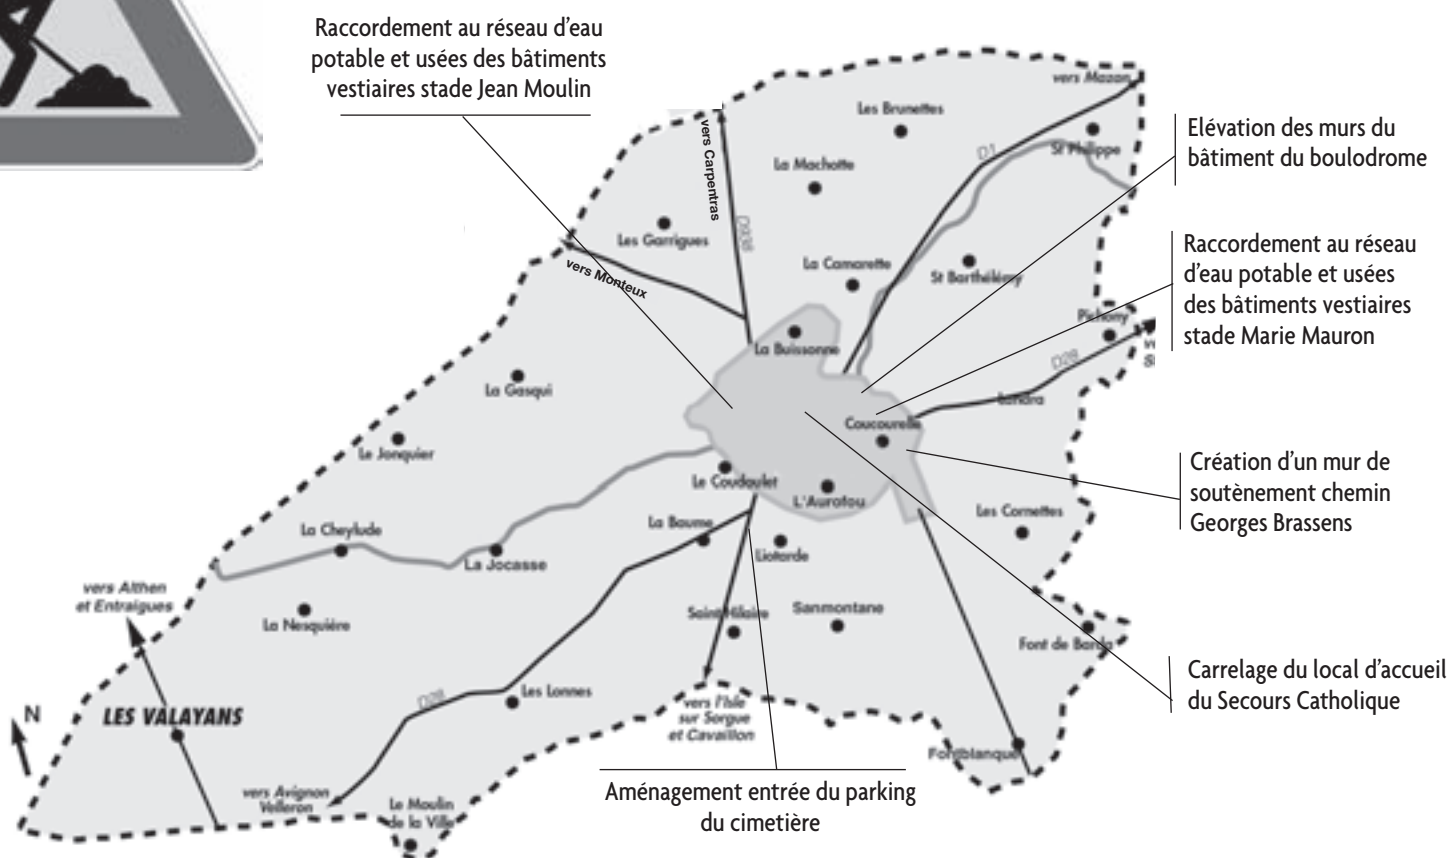 Raccordement au réseau d'eau
potable et usées des bâtiments
vestiaires stade Jean Moulin
vers Mazan
Les Brunettes
D1
St Philippe
Elévation des murs du
bâtiment du boulodrome
vers Carpentras
La Machotte
D938
Les Garrigues
La Camarette
St Barthélémy
Raccordement au réseau
d'eau potable et usées
des bâtiments vestiaires
stade Marie Mauron
vers Monteux
Pichony
La Buissonne
D28
La Gasqui
Landra
Coucourelle
Le Jonquier
Création d'un mur de
soutènement chemin
Georges Brassens
Le Coudoulet
L'Auratou
Les Cornettes
La Cheylude
La Baume
Liotarde
La Jocasse
vers Althen
et Entraigues
La Nesquière
Saint Hilaire
Sanmontane
Font de Barda
Carrelage du local d'accueil
du Secours Catholique
N
LES VALAYANS
D28
Les Lonnes
vers l'Isle
sur Sorgue
et Cavaillon
Fontblanque
vers Avignon
Velleron
Le Moulin
de la Ville
Aménagement entrée du parking
du cimetière